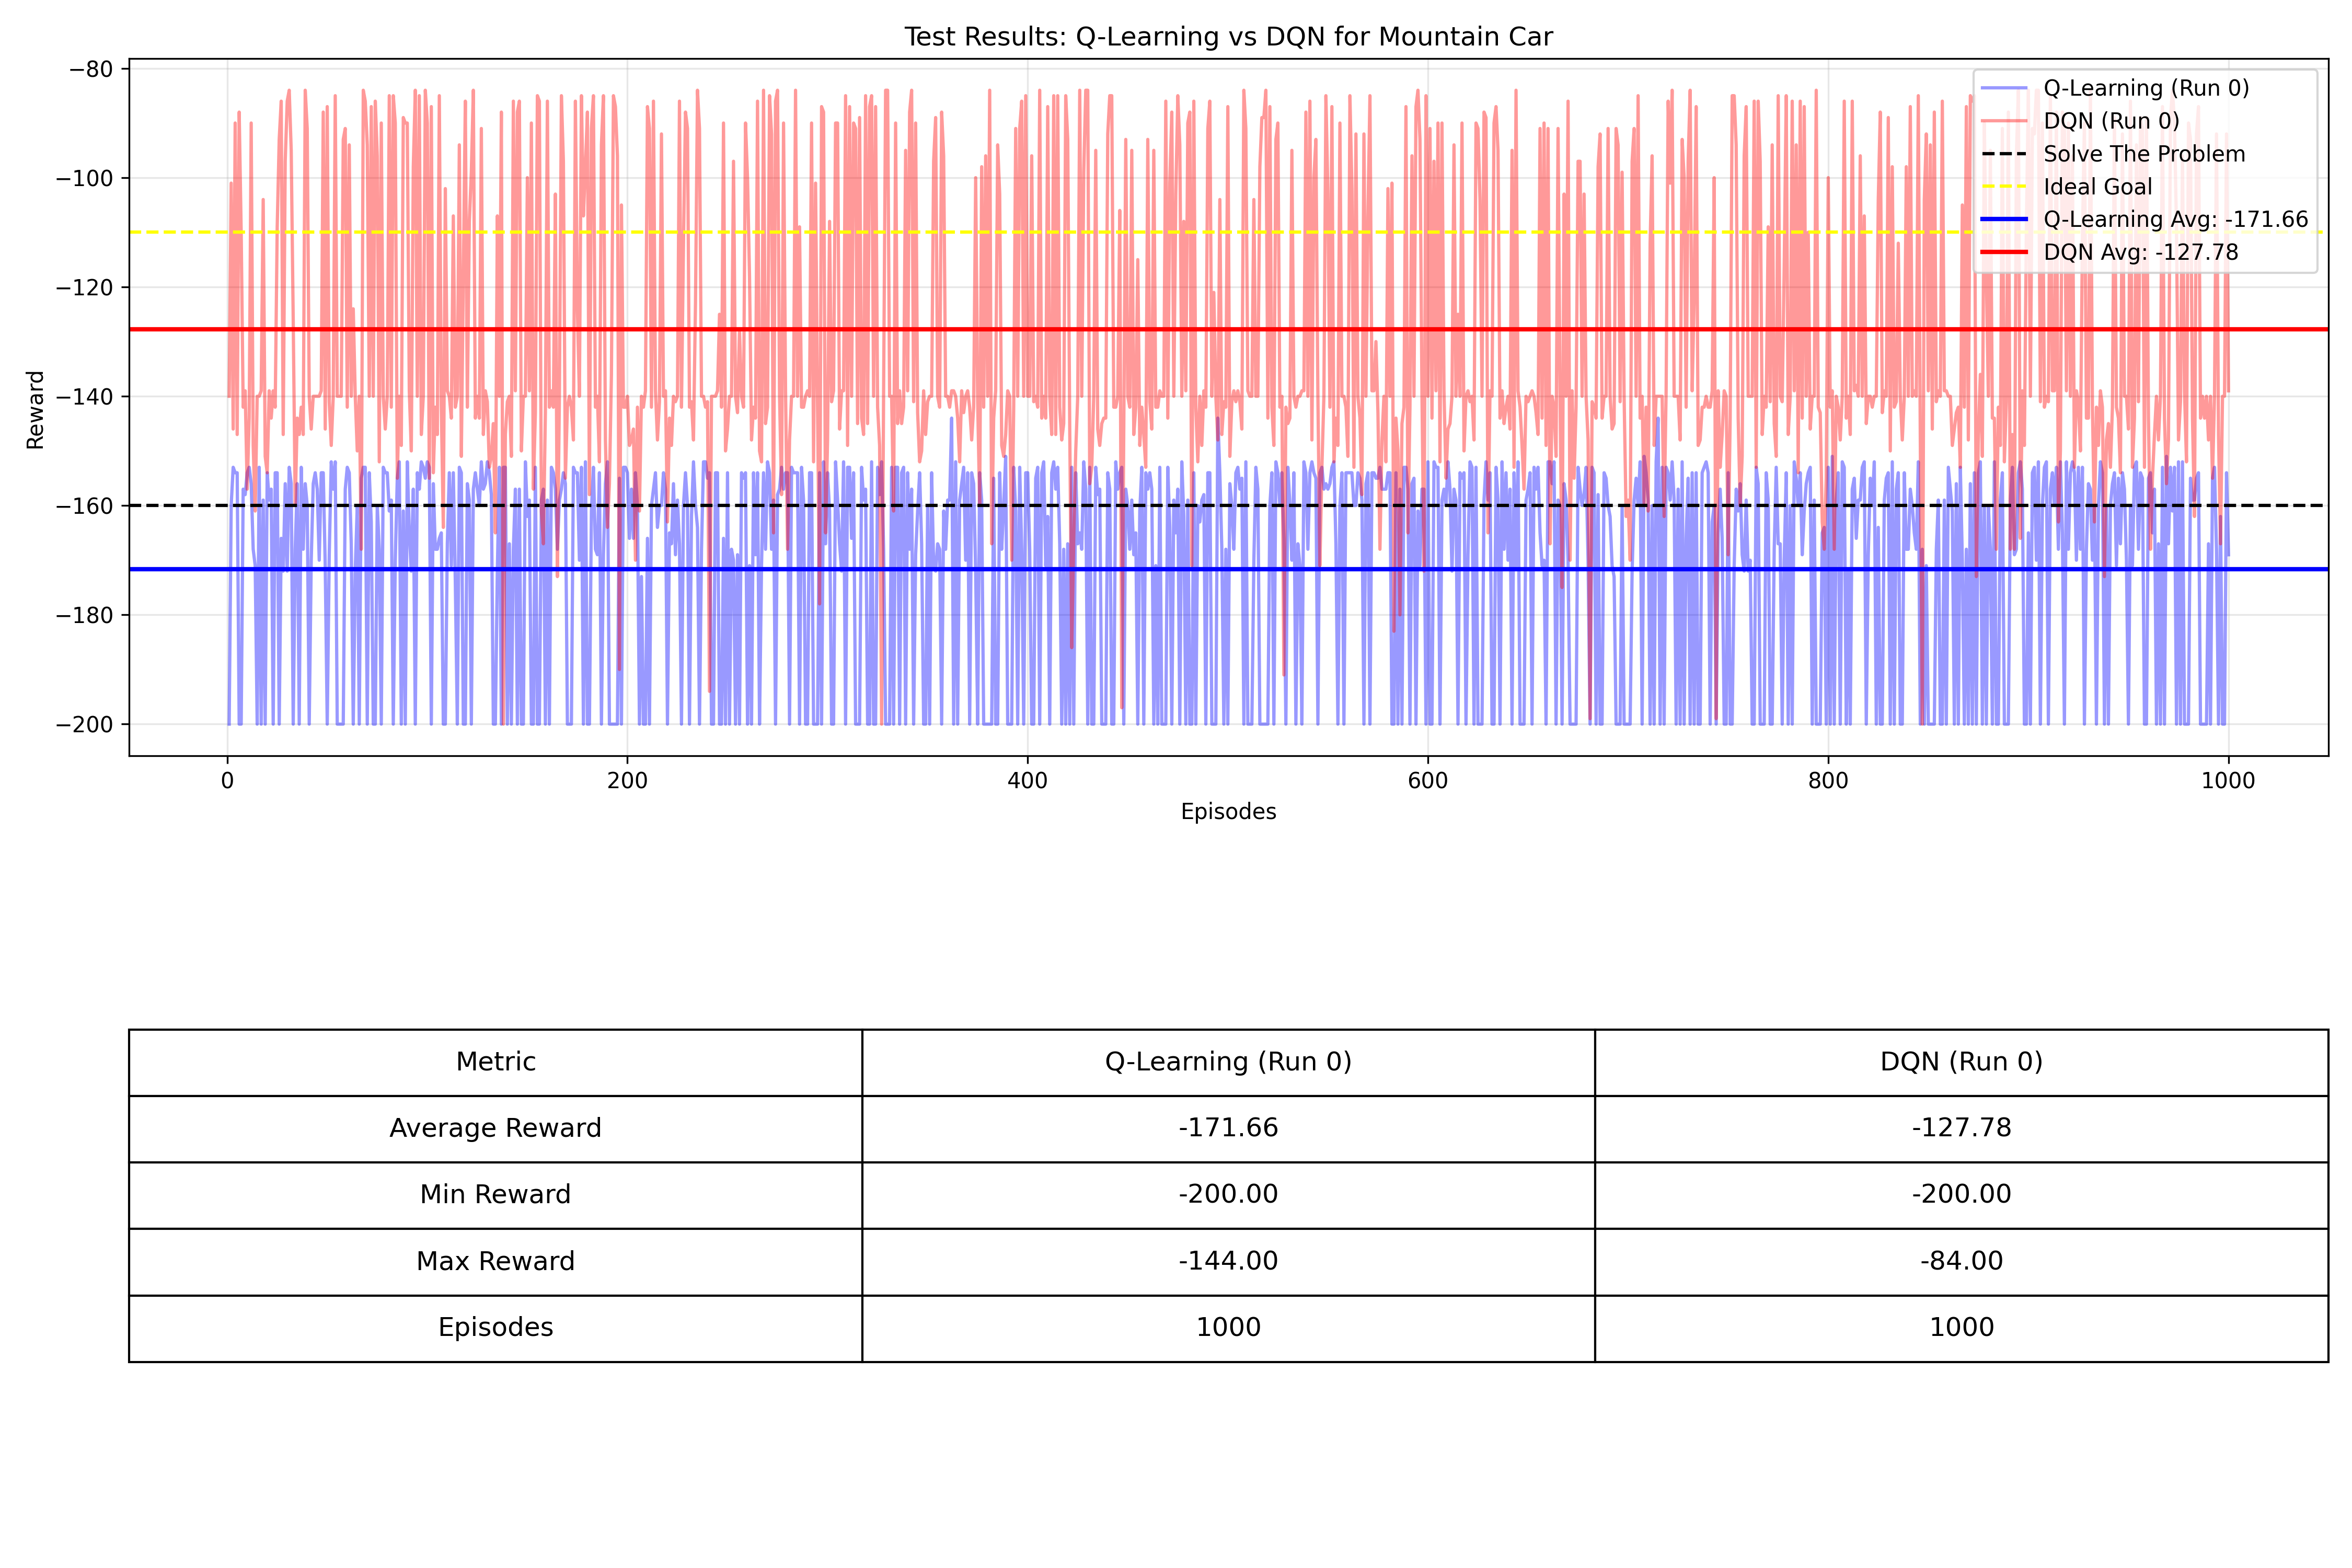 Test Results: Q-Learning vs DQN for Mountain Car
−80
−100
−120
−140
−160
−180
−200
Reward
Q-Learning (Run 0)
DQN (Run 0)
Solve The Problem
Ideal Goal
Q-Learning Avg: -171.66
DQN Avg: -127.78
0 200 400 600 800 1000
Episodes
Metric Q-Learning (Run 0) DQN (Run 0)
Average Reward -171.66 -127.78
Min Reward -200.00 -200.00
Max Reward -144.00 -84.00
Episodes 1000 1000